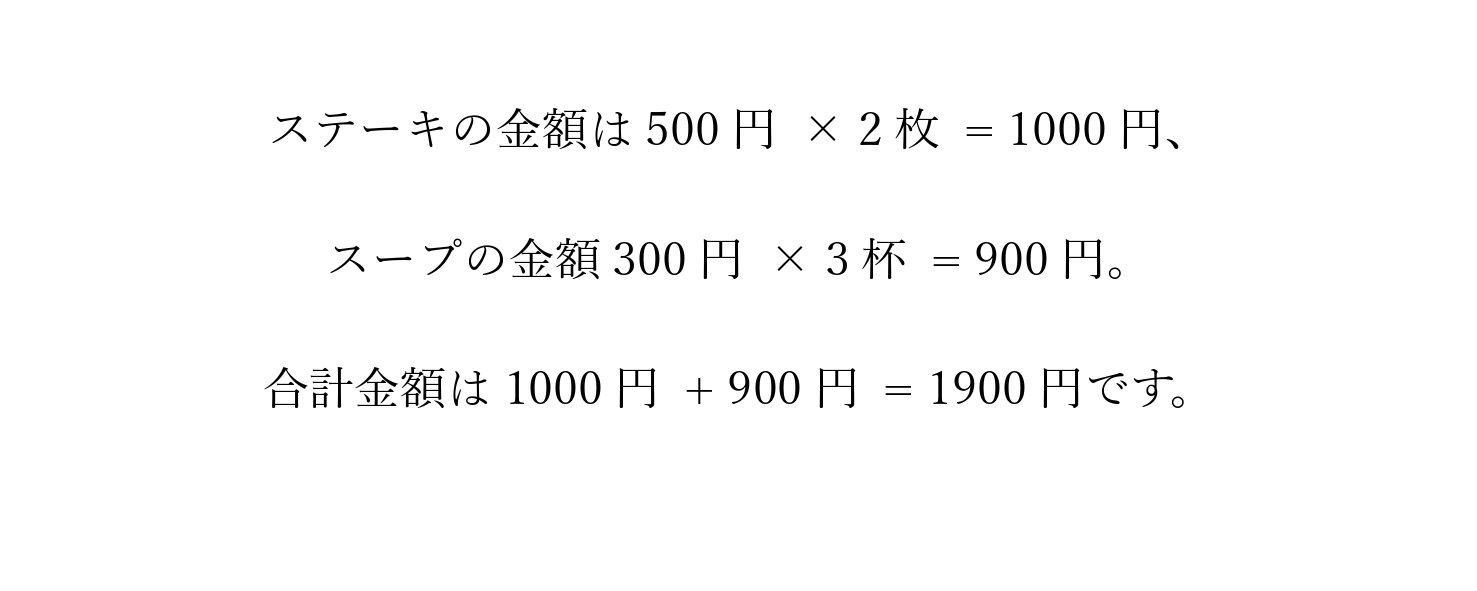 ステーキの金額は 500 円 × 2 枚 = 1000 円、
スープの金額 300 円 × 3 杯 = 900 円。
合計金額は 1000 円 + 900 円 = 1900 円です。